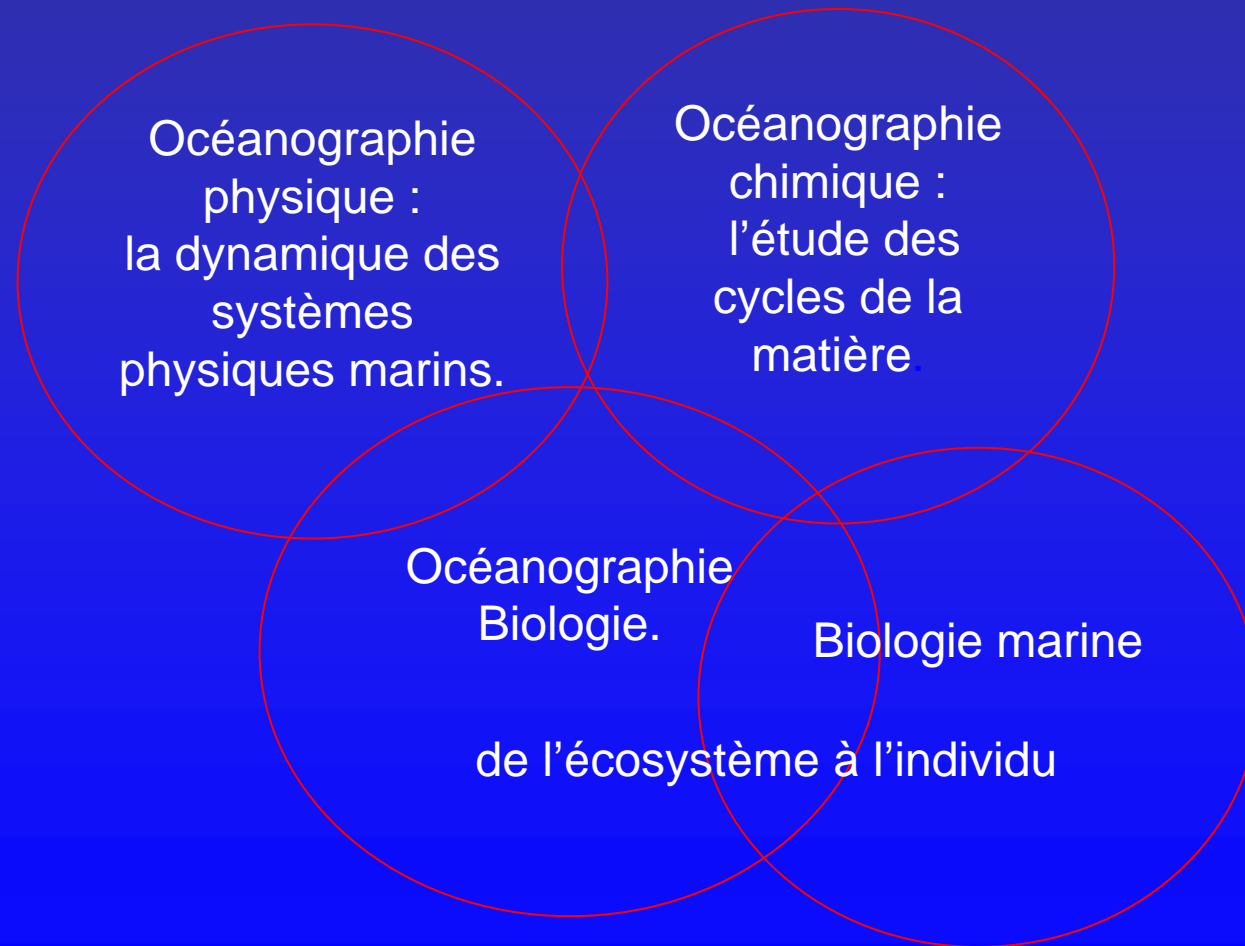 Océanographie
physique :
la dynamique des
systèmes
physiques marins.
Océanographie
chimique :
l’étude des
cycles de la
matière.
Océanographie
Biologie.
Biologie marine
de l’écosystème à l’individu